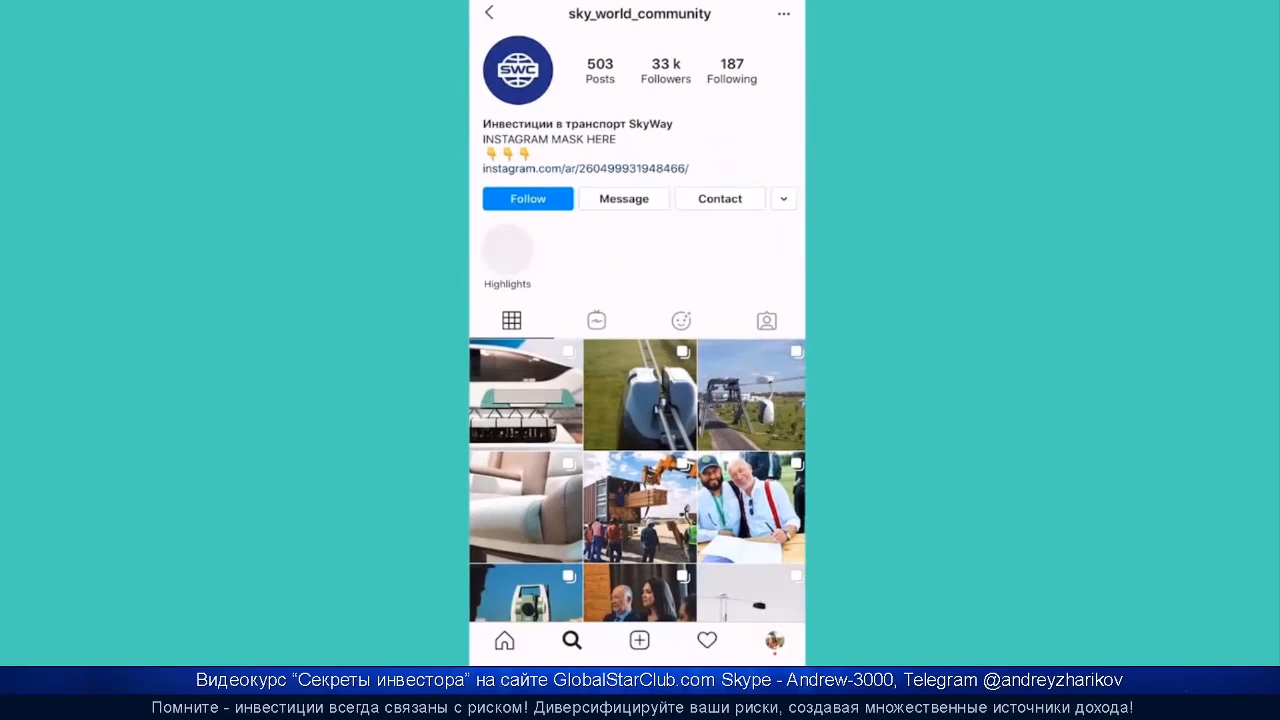 sky_world_community
SWC
503
Posts
33 k
Followers
187
Following
Инвестиции в транспорт SkyWay
INSTAGRAM MASK HERE
👇👇👇
instagram.com/ar/260499931948466/
Follow
Message
Contact
Highlights
Видеокурс “Секреты инвестора” на сайте GlobalStarClub.com Skype - Andrew-3000, Telegram @andreyzharikov
Помните - инвестиции всегда связаны с риском! Диверсифицируйте ваши риски, создавая множественные источники дохода!